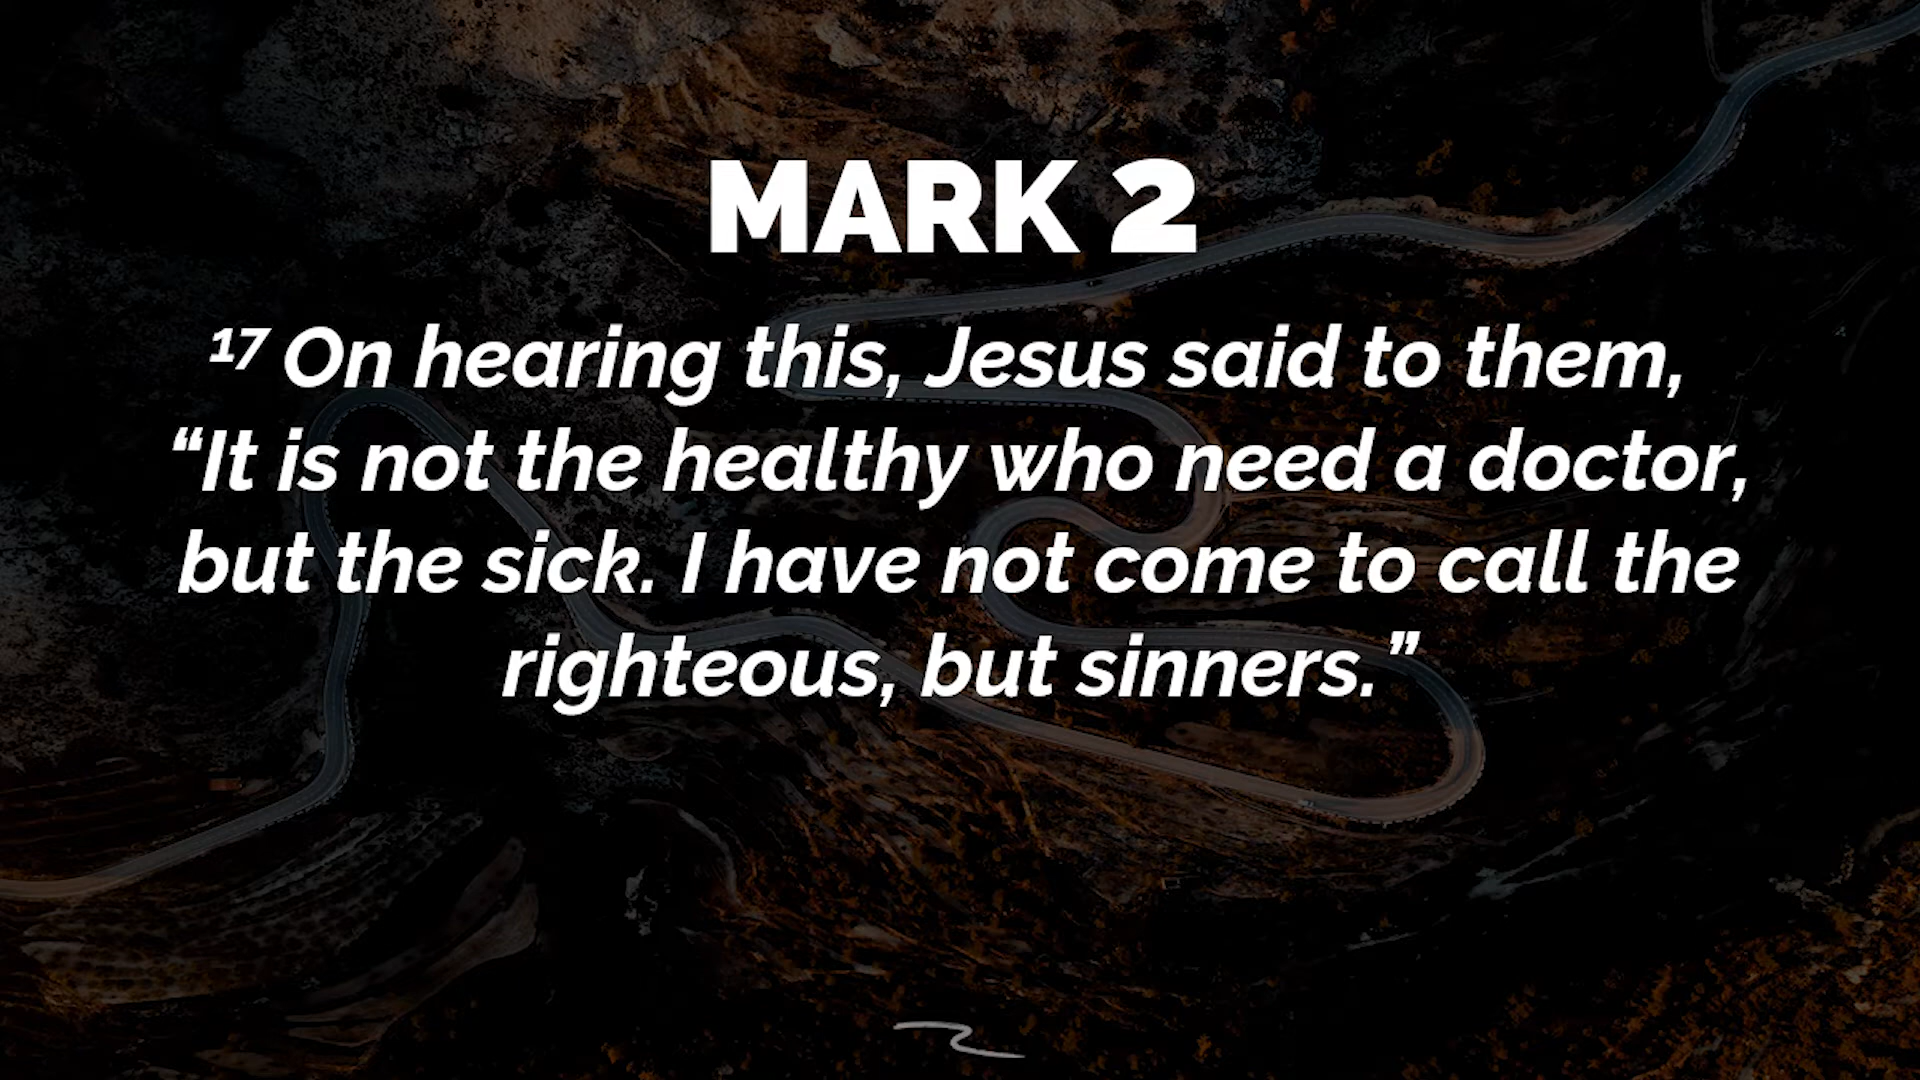 MARK 2
¹⁷ On hearing this, Jesus said to them,
“It is not the healthy who need a doctor,
but the sick. I have not come to call the
righteous, but sinners.”